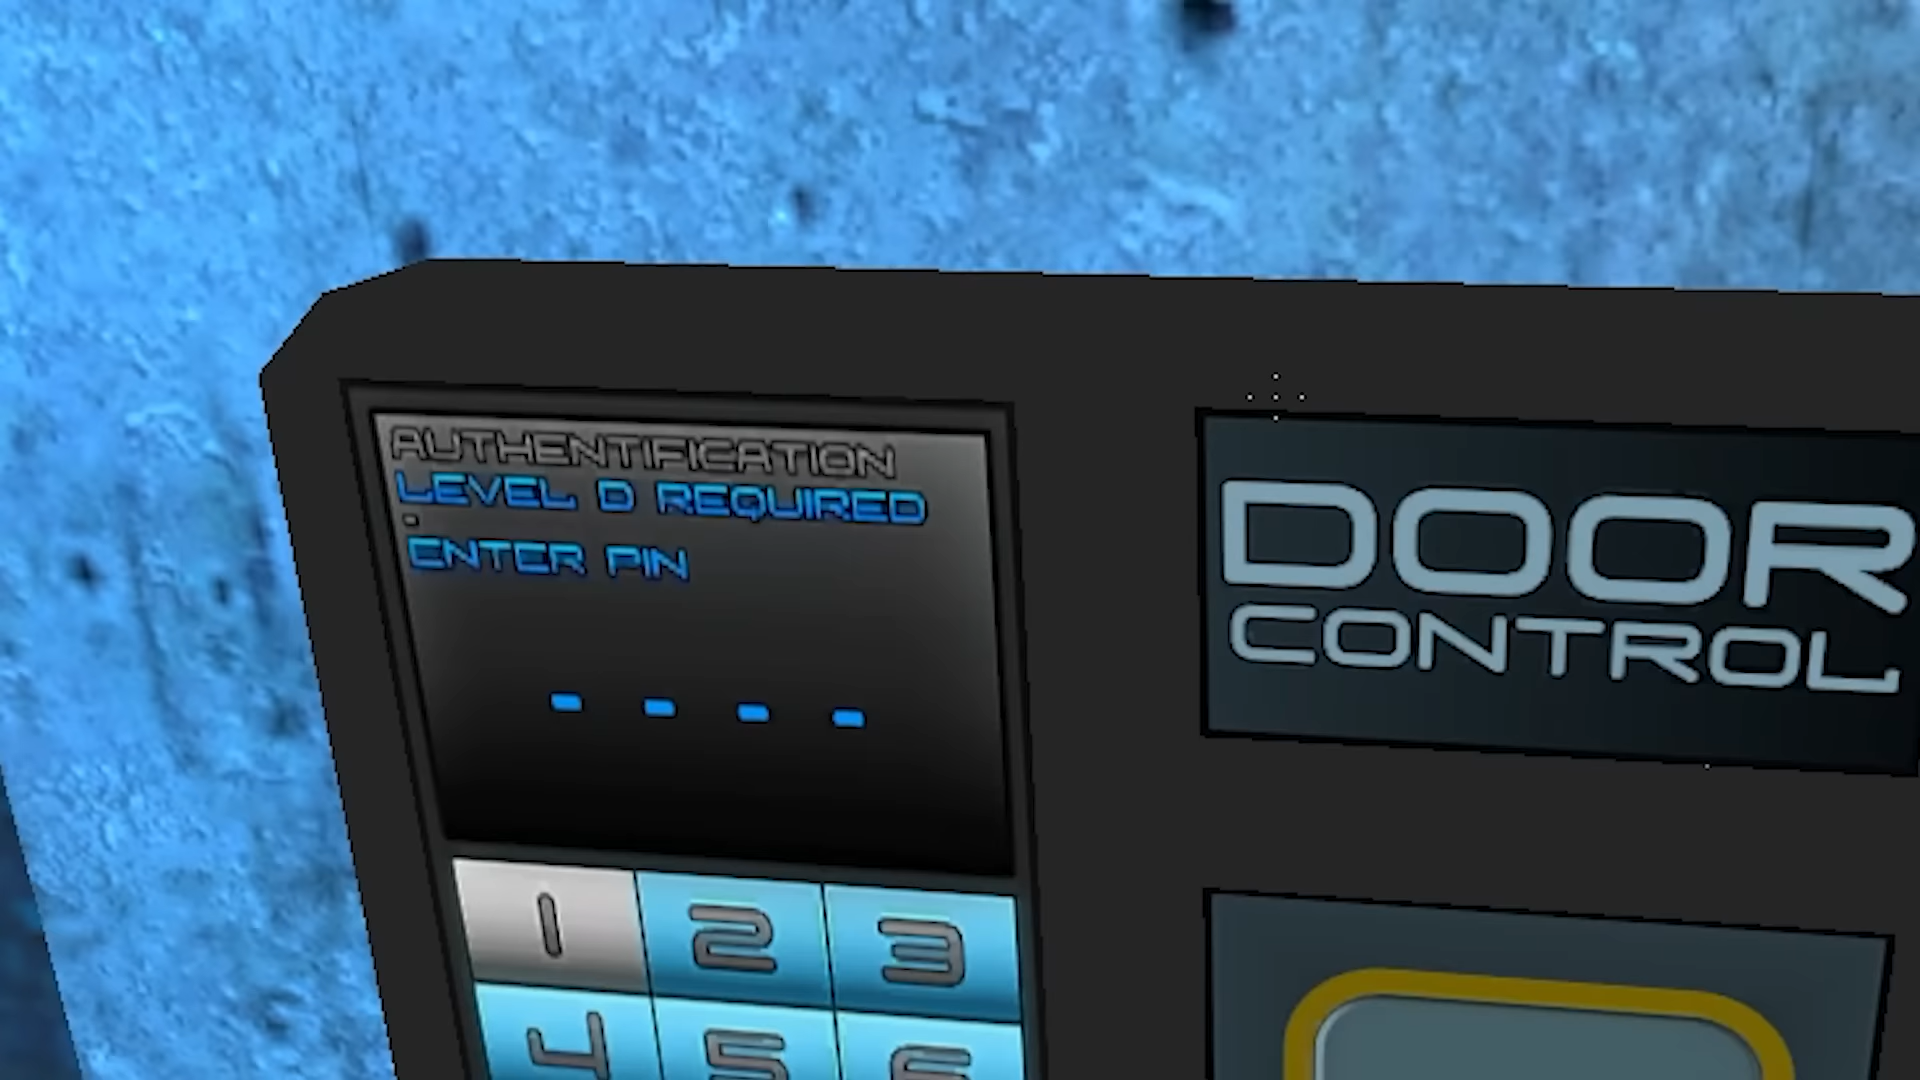 AUTHENTIFICATION
LEVEL D REQUIRED
ENTER PIN
- - - -
1 2 3
4 5 6
DOOR
CONTROL